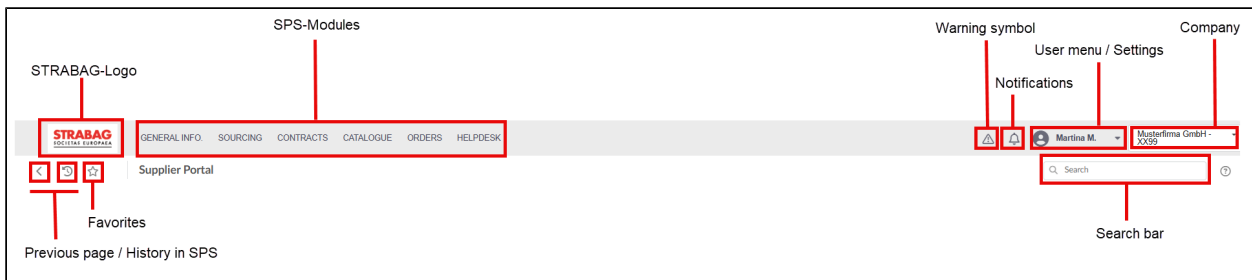 SPS-Modules
Warning symbol
Company
User menu / Settings
STRABAG-Logo
Notifications
STRABAG
SOCIETAS EUROPAEA
GENERAL INFO. SOURCING CONTRACTS CATALOGUE ORDERS HELPDESK
Martina M.
Musterfirma GmbH -
XX99
Supplier Portal
Search
Favorites
Search bar
Previous page / History in SPS